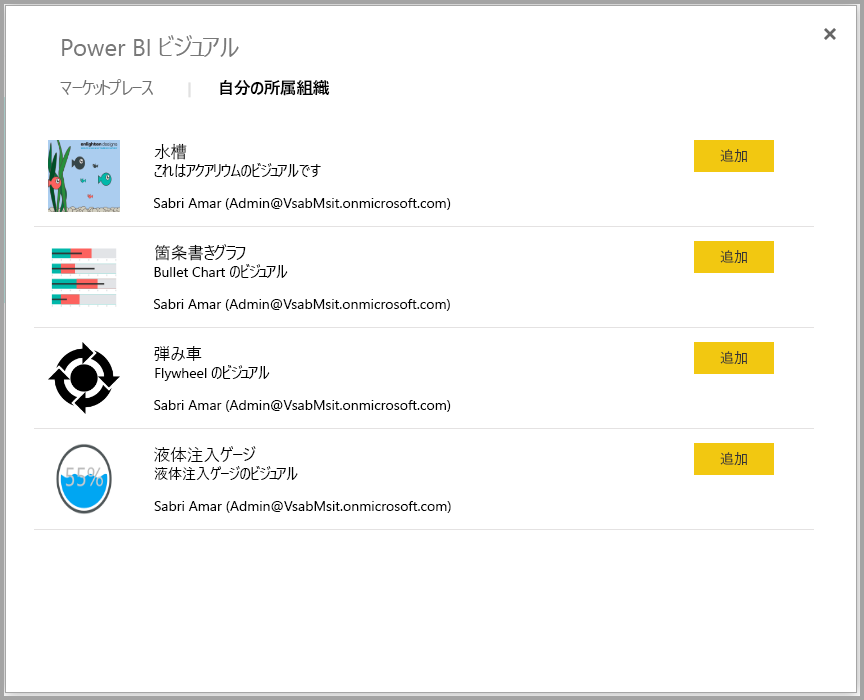 Power BI ビジュアル
マーケットプレース | 自分の所属組織
enlighten designs
水槽
追加
これはアクアリウムのビジュアルです
Sabri Amar (Admin@VsabMsit.onmicrosoft.com)
箇条書きグラフ
追加
Bullet Chart のビジュアル
Sabri Amar (Admin@VsabMsit.onmicrosoft.com)
弾み車
追加
Flywheel のビジュアル
Sabri Amar (Admin@VsabMsit.onmicrosoft.com)
液体注入ゲージ
追加
55%
液体注入ゲージのビジュアル
Sabri Amar (Admin@VsabMsit.onmicrosoft.com)